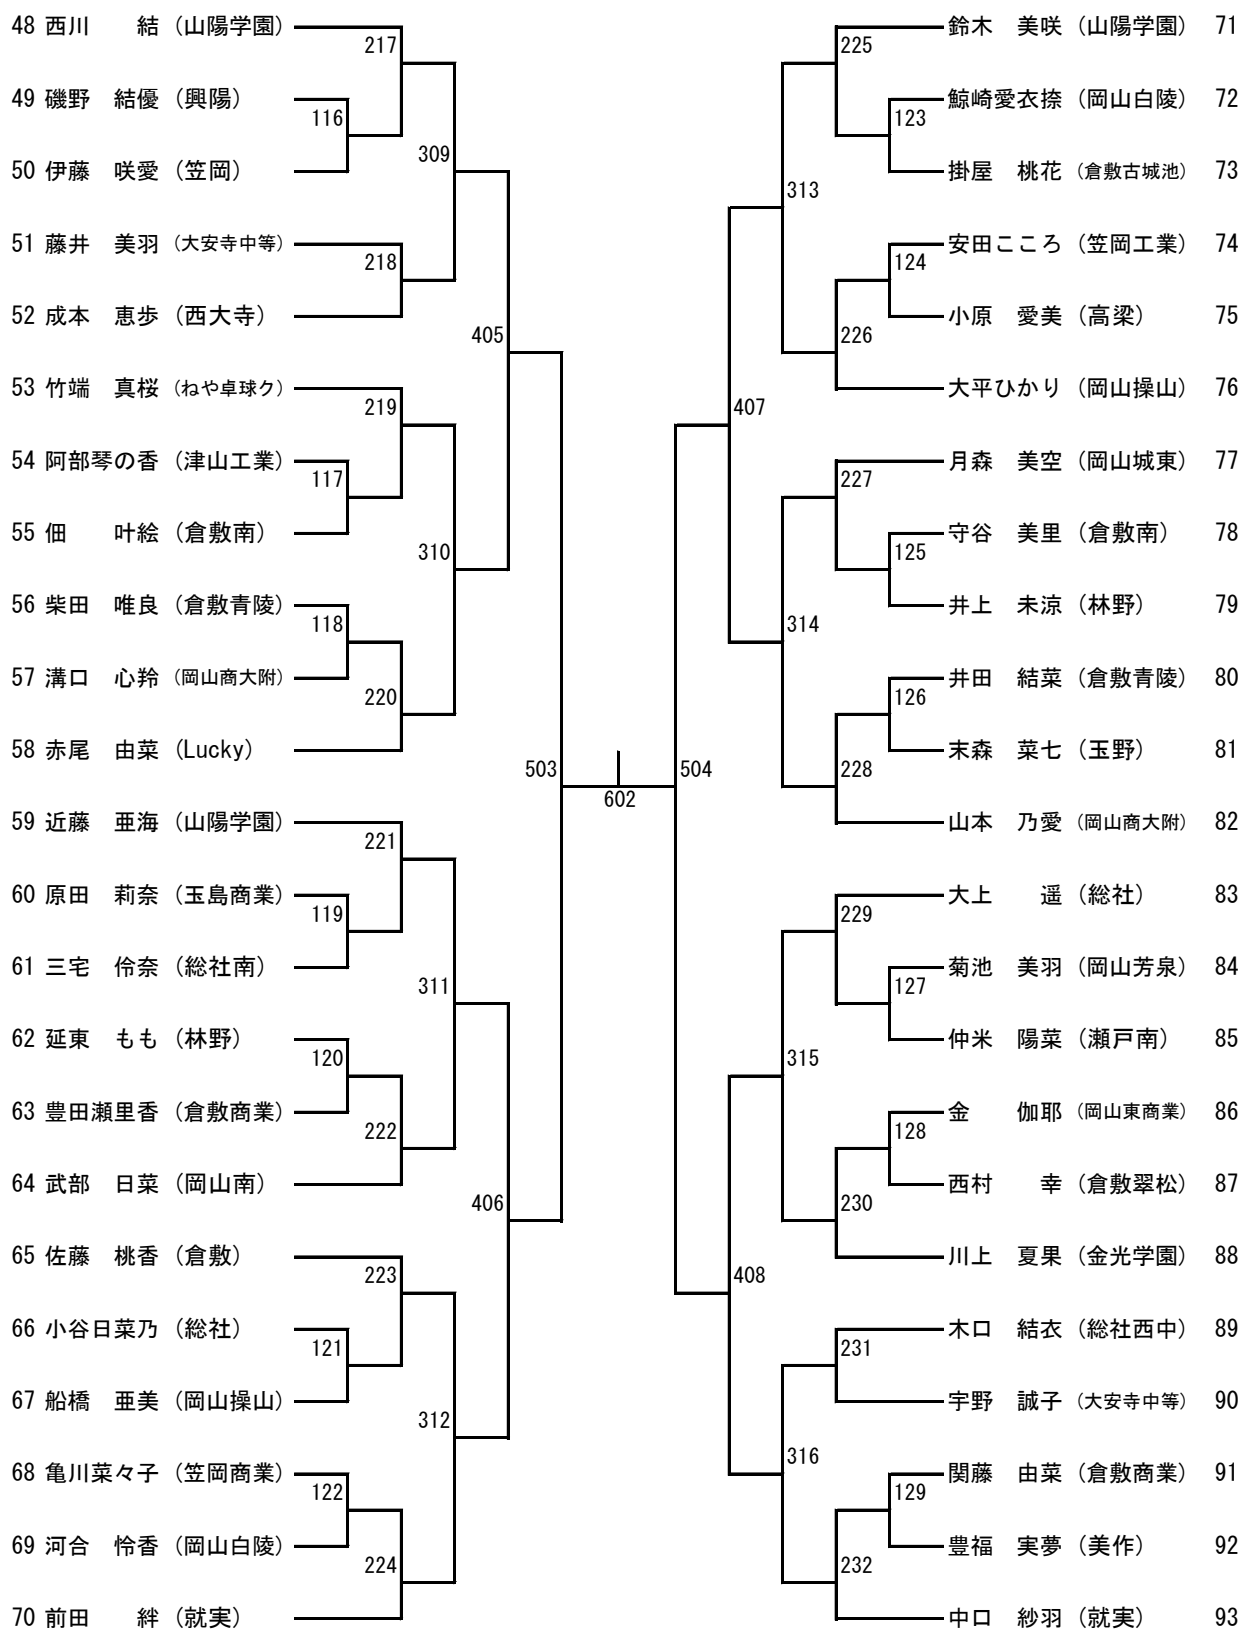 48 西川　　結 (山陽学園)
217
49 磯野　結優 (興陽)
116
50 伊藤　咲愛 (笠岡)
309
51 藤井　美羽 (大安寺中等)
218
52 成本　恵歩 (西大寺)
405
53 竹端　真桜 (ねや卓球ク)
219
54 阿部琴の香 (津山工業)
117
55 佃　　叶絵 (倉敷南)
310
56 柴田　唯良 (倉敷青陵)
118
57 溝口　心羚 (岡山商大附)
220
58 赤尾　由菜 (Lucky)
503
59 近藤　亜海 (山陽学園)
221
60 原田　莉奈 (玉島商業)
119
61 三宅　伶奈 (総社南)
311
62 延東　もも (林野)
120
63 豊田瀬里香 (倉敷商業)
222
64 武部　日菜 (岡山南)
406
65 佐藤　桃香 (倉敷)
223
66 小谷日菜乃 (総社)
121
67 船橋　亜美 (岡山操山)
312
68 亀川菜々子 (笠岡商業)
122
69 河合　怜香 (岡山白陵)
224
70 前田　　絆 (就実)
602
鈴木　美咲 (山陽学園) 71
225
鯨崎愛衣捺 (岡山白陵) 72
123
掛屋　桃花 (倉敷古城池) 73
313
安田こころ (笠岡工業) 74
124
小原　愛美 (高梁) 75
226
大平ひかり (岡山操山) 76
407
月森　美空 (岡山城東) 77
227
守谷　美里 (倉敷南) 78
125
井上　未涼 (林野) 79
314
井田　結菜 (倉敷青陵) 80
126
末森　菜七 (玉野) 81
504
228
山本　乃愛 (岡山商大附) 82
大上　　遥 (総社) 83
229
菊池　美羽 (岡山芳泉) 84
127
仲米　陽菜 (瀬戸南) 85
315
金　　伽耶 (岡山東商業) 86
128
西村　　幸 (倉敷翠松) 87
230
川上　夏果 (金光学園) 88
408
木口　結衣 (総社西中) 89
231
宇野　誠子 (大安寺中等) 90
316
関藤　由菜 (倉敷商業) 91
129
豊福　実夢 (美作) 92
232
中口　紗羽 (就実) 93